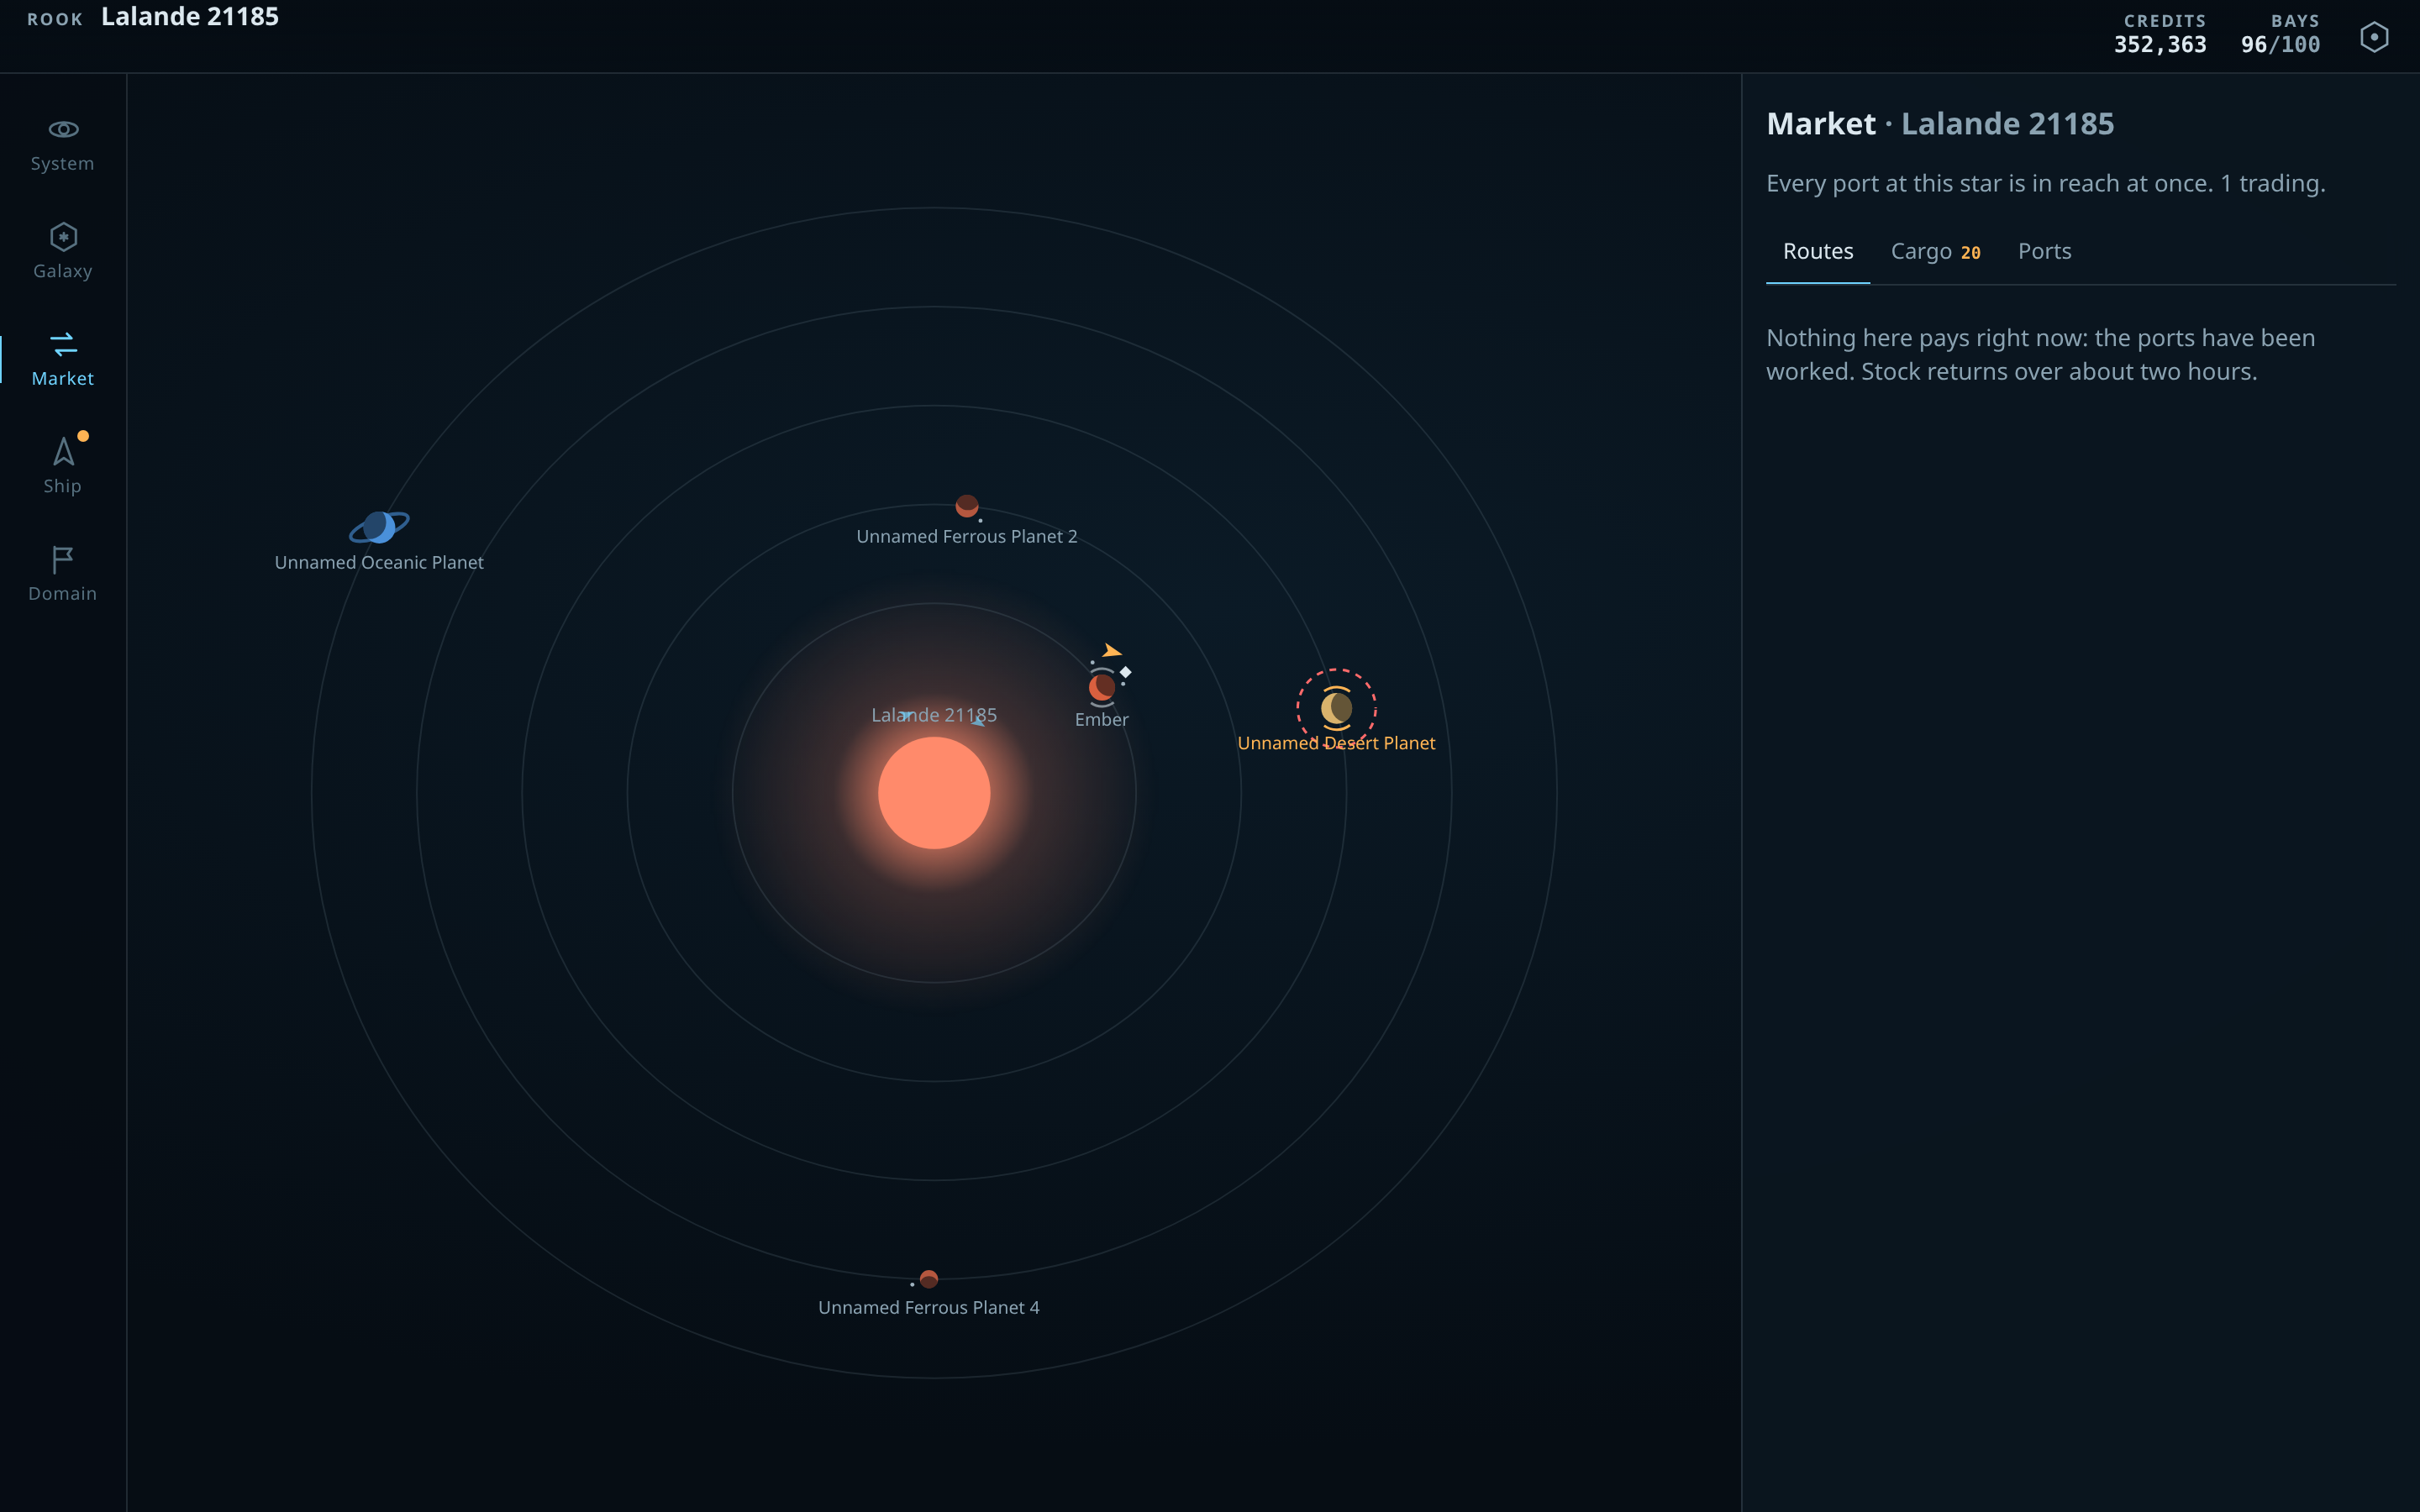 ROOK Lalande 21185
CREDITS
352,363
BAYS
96/100
System
Galaxy
Market
Ship
Domain
Unnamed Oceanic Planet
Unnamed Ferrous Planet 2
Lalande 21185
Ember
Unnamed Desert Planet
Unnamed Ferrous Planet 4
Market · Lalande 21185
Every port at this star is in reach at once. 1 trading.
Routes Cargo 20 Ports
Nothing here pays right now: the ports have been
worked. Stock returns over about two hours.